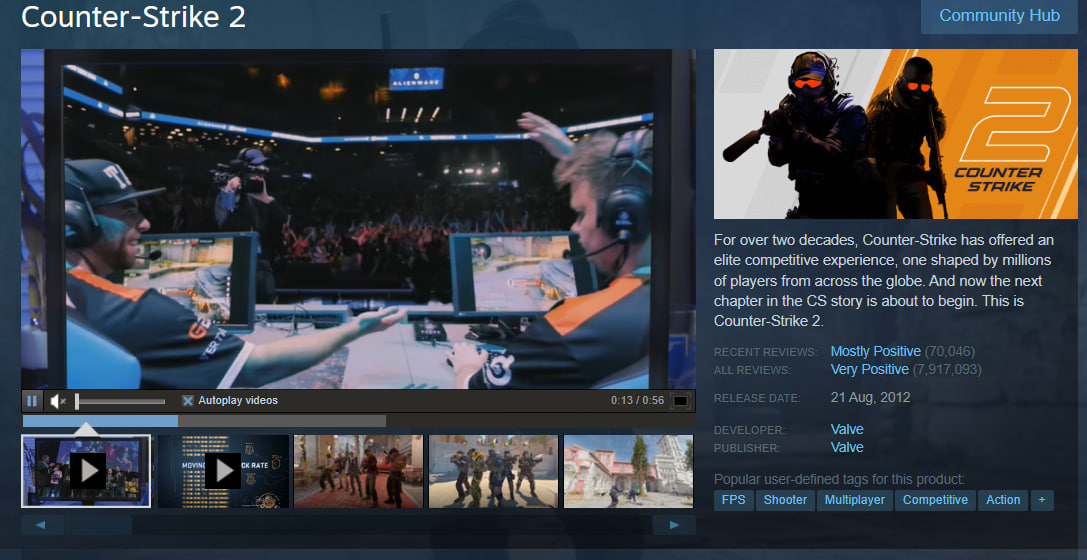 Counter-Strike 2
Community Hub
ALIENWARE
2
COUNTER
STRIKE
For over two decades, Counter-Strike has offered an
elite competitive experience, one shaped by millions
of players from across the globe. And now the next
chapter in the CS story is about to begin. This is
Counter-Strike 2.
RECENT REVIEWS: Mostly Positive (70,046)
ALL REVIEWS: Very Positive (7,917,093)
RELEASE DATE: 21 Aug, 2012
DEVELOPER: Valve
PUBLISHER: Valve
Popular user-defined tags for this product:
FPS Shooter Multiplayer Competitive Action +
Autoplay videos 0:13 / 0:56
MOVING
CK RATE